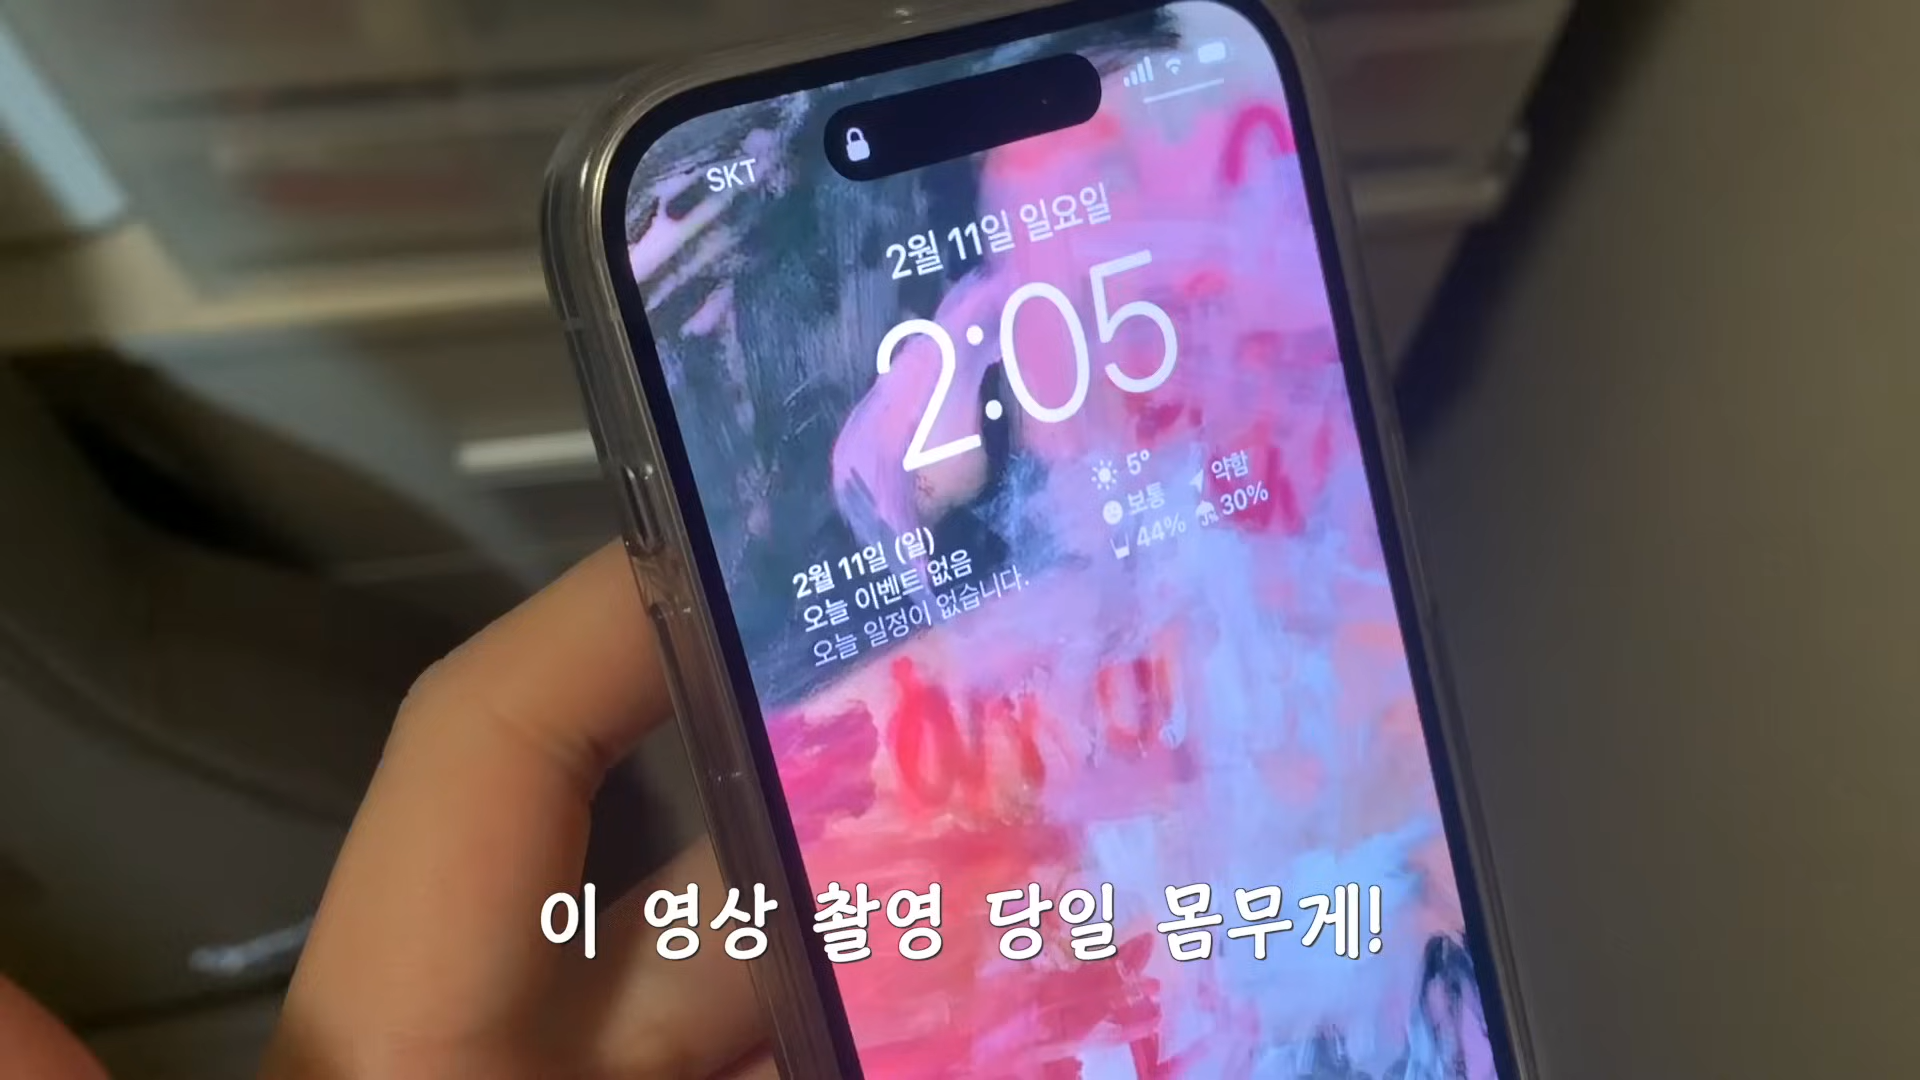 SKT
2월 11일 일요일
2:05
5°
보통
44%
약함
30%
2월 11일 (일)
오늘 이벤트 없음
오늘 일정이 없습니다.
이 영상 촬영 당일 몸무게!